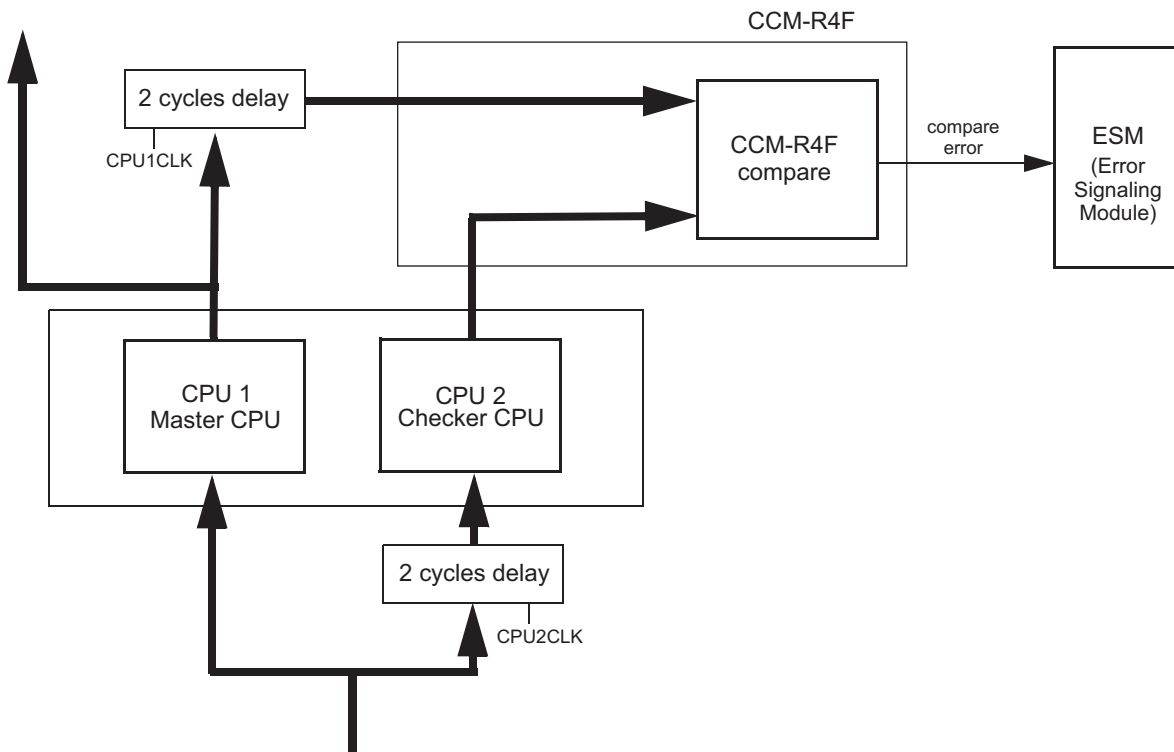 CCM-R4F
2 cycles delay
CPU1CLK
CCM-R4F
compare
compare
error
ESM
(Error
Signaling
Module)
CPU 1
Master CPU
CPU 2
Checker CPU
2 cycles delay
CPU2CLK